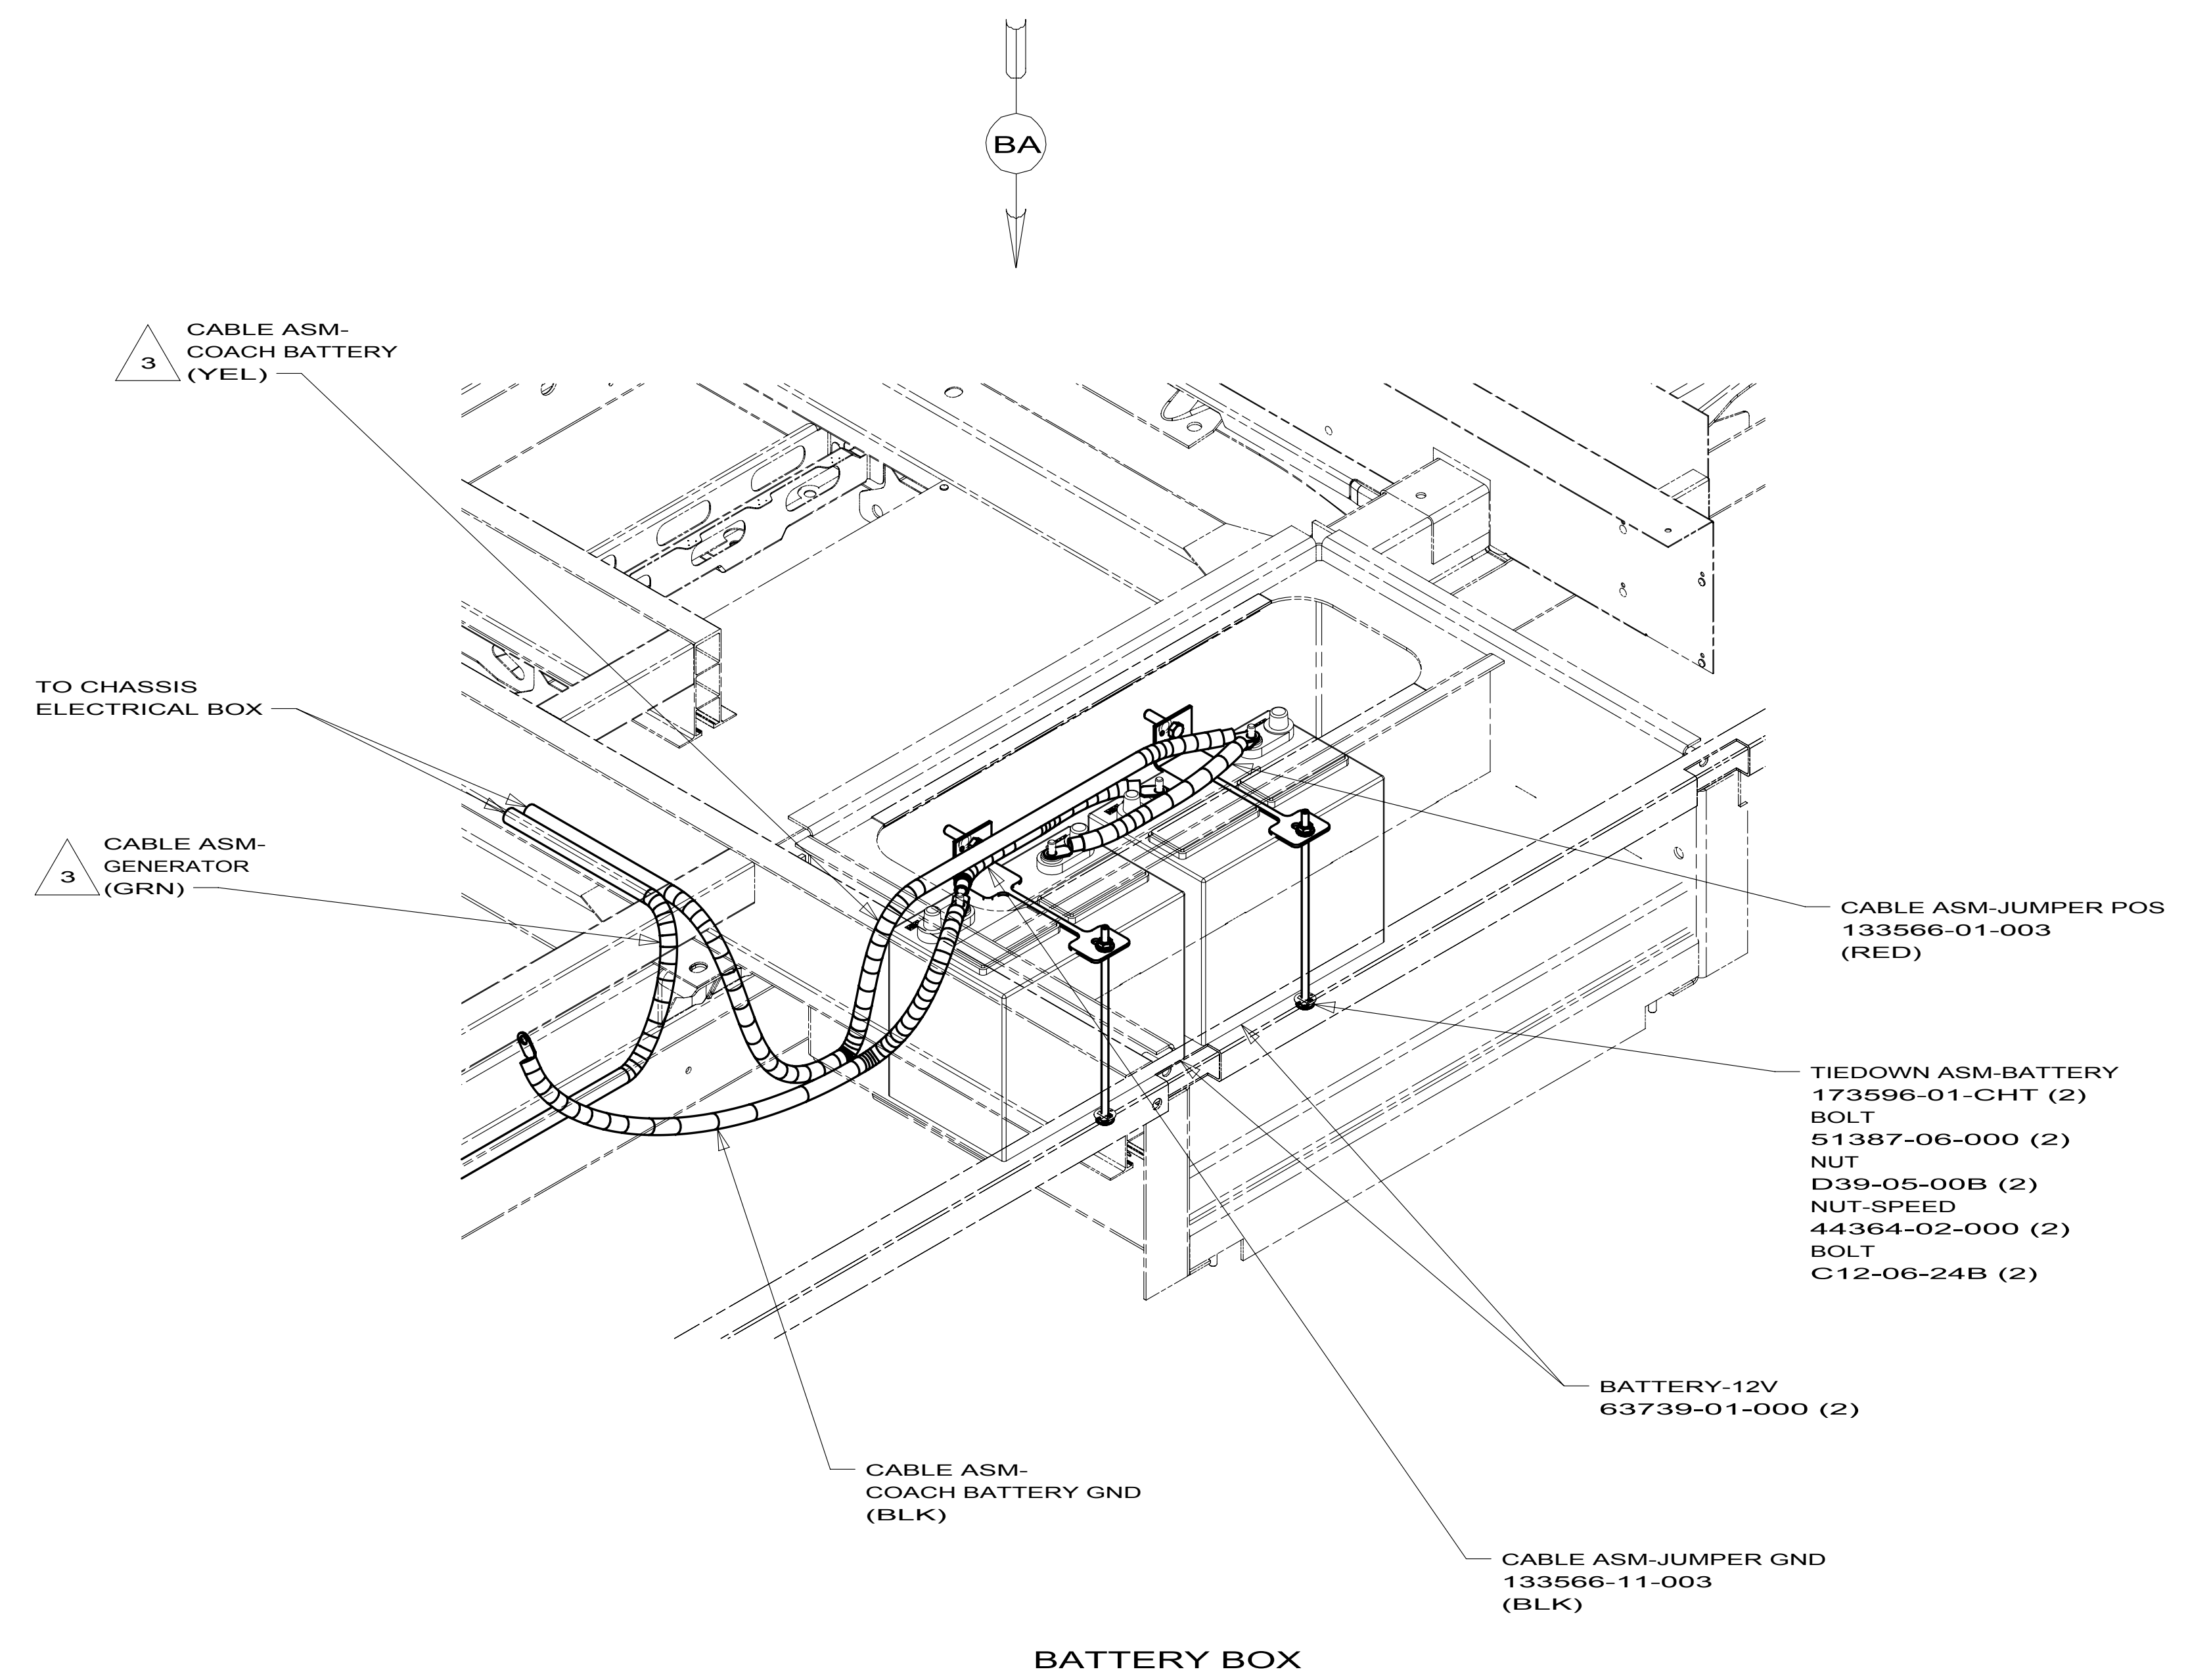 BA
3
CABLE ASM-
COACH BATTERY
(YEL)
TO CHASSIS
ELECTRICAL BOX
3
CABLE ASM-
GENERATOR
(GRN)
CABLE ASM-JUMPER POS
133566-01-003
(RED)
TIEDOWN ASM-BATTERY
173596-01-CHT (2)
BOLT
51387-06-000 (2)
NUT
D39-05-00B (2)
NUT-SPEED
44364-02-000 (2)
BOLT
C12-06-24B (2)
BATTERY-12V
63739-01-000 (2)
CABLE ASM-
COACH BATTERY GND
(BLK)
CABLE ASM-JUMPER GND
133566-11-003
(BLK)
BATTERY BOX